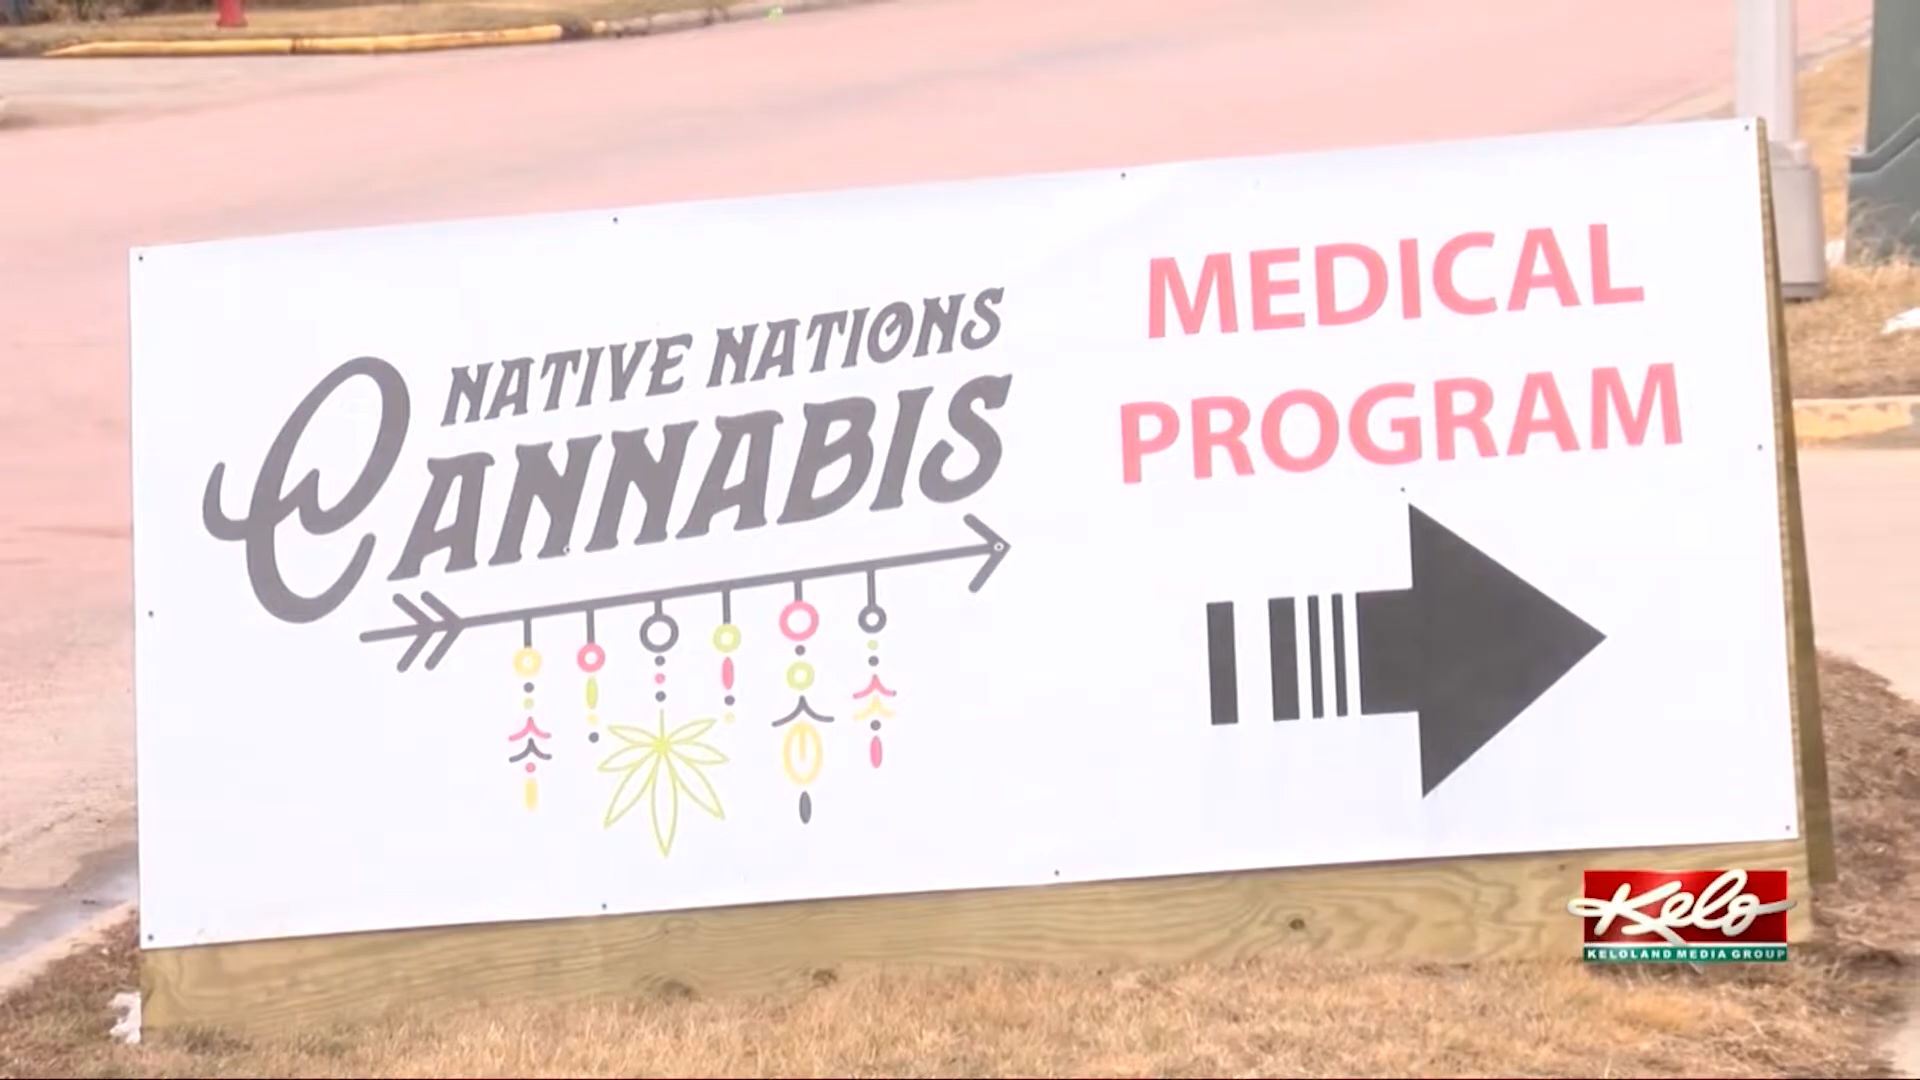 NATIVE NATIONS
CANNABIS
MEDICAL
PROGRAM
Kelo
KELOLAND MEDIA GROUP